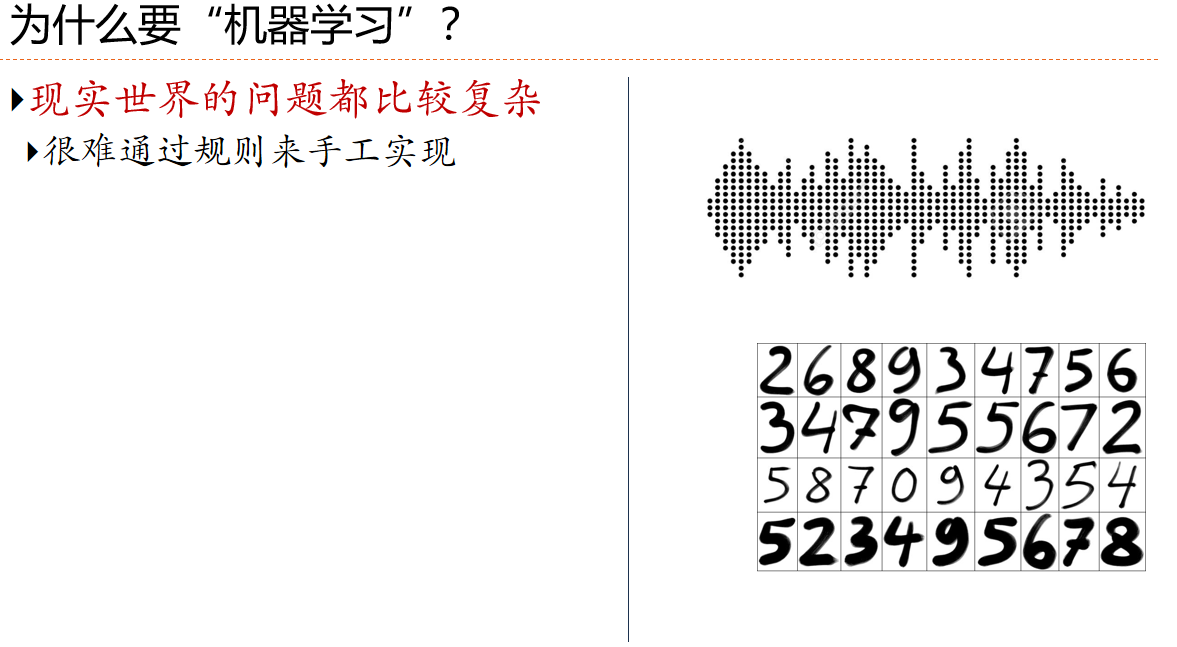 为什么要“机器学习”？
现实世界的问题都比较复杂
很难通过规则来手工实现
2 6 8 9 3 4 7 5 6
3 4 7 9 5 5 6 7 2
5 8 7 0 9 4 3 5 4
5 2 3 4 9 5 6 7 8